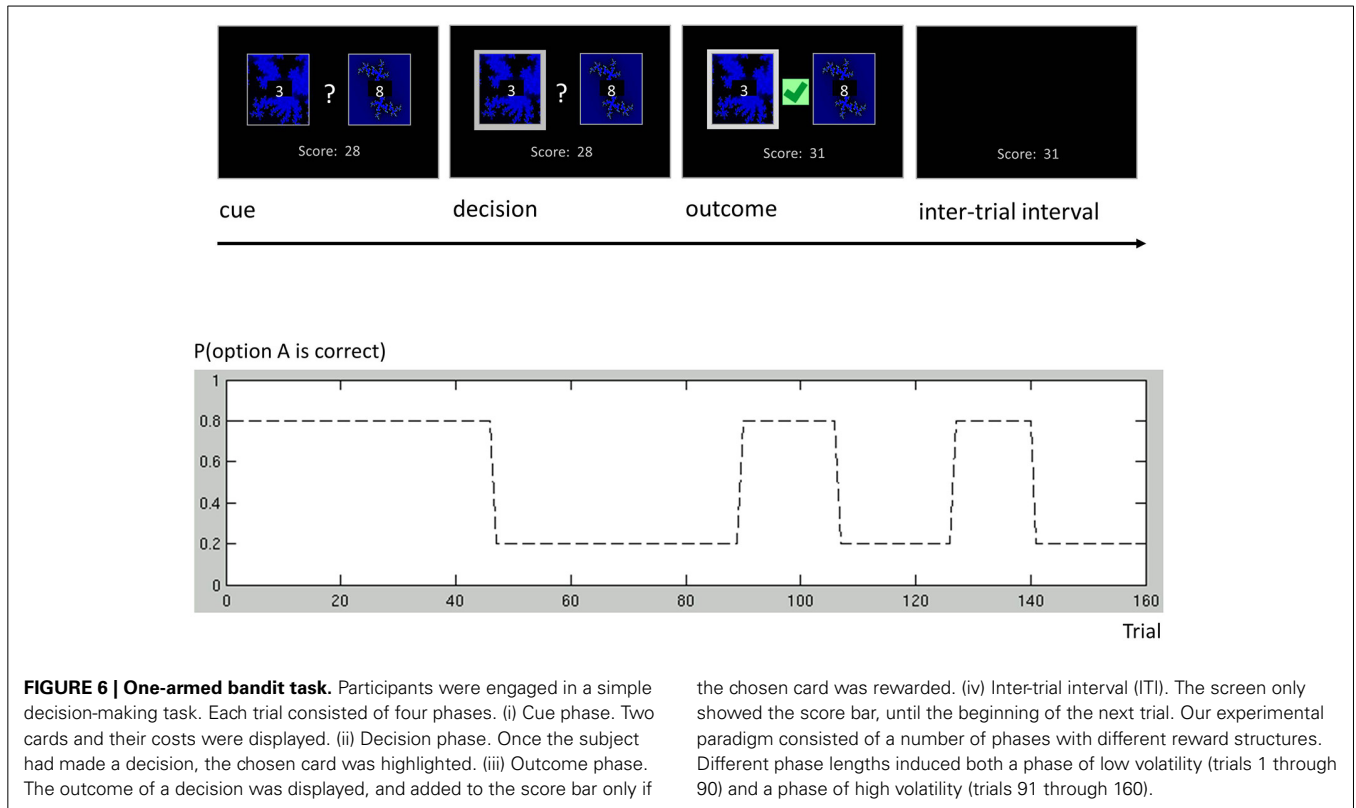 3 ? 8
Score: 28
3 ? 8
Score: 28
3 8
Score: 31
Score: 31
cue
decision
outcome
inter-trial interval
P(option A is correct)
1
0.8
0.6
0.4
0.2
0
0 20 40 60 80 100 120 140 160
Trial
FIGURE 6 | One-armed bandit task. Participants were engaged in a simple
decision-making task. Each trial consisted of four phases. (i) Cue phase. Two
cards and their costs were displayed. (ii) Decision phase. Once the subject
had made a decision, the chosen card was highlighted. (iii) Outcome phase.
The outcome of a decision was displayed, and added to the score bar only if
the chosen card was rewarded. (iv) Inter-trial interval (ITI). The screen only
showed the score bar, until the beginning of the next trial. Our experimental
paradigm consisted of a number of phases with different reward structures.
Different phase lengths induced both a phase of low volatility (trials 1 through
90) and a phase of high volatility (trials 91 through 160).